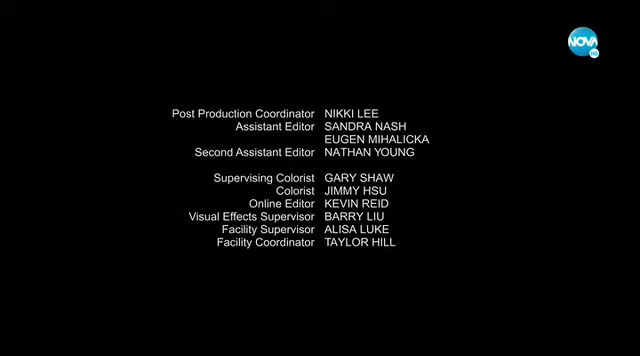 NOVA
HD
Post Production Coordinator NIKKI LEE
Assistant Editor SANDRA NASH
EUGEN MIHALICKA
Second Assistant Editor NATHAN YOUNG
Supervising Colorist GARY SHAW
Colorist JIMMY HSU
Online Editor KEVIN REID
Visual Effects Supervisor BARRY LIU
Facility Supervisor ALISA LUKE
Facility Coordinator TAYLOR HILL